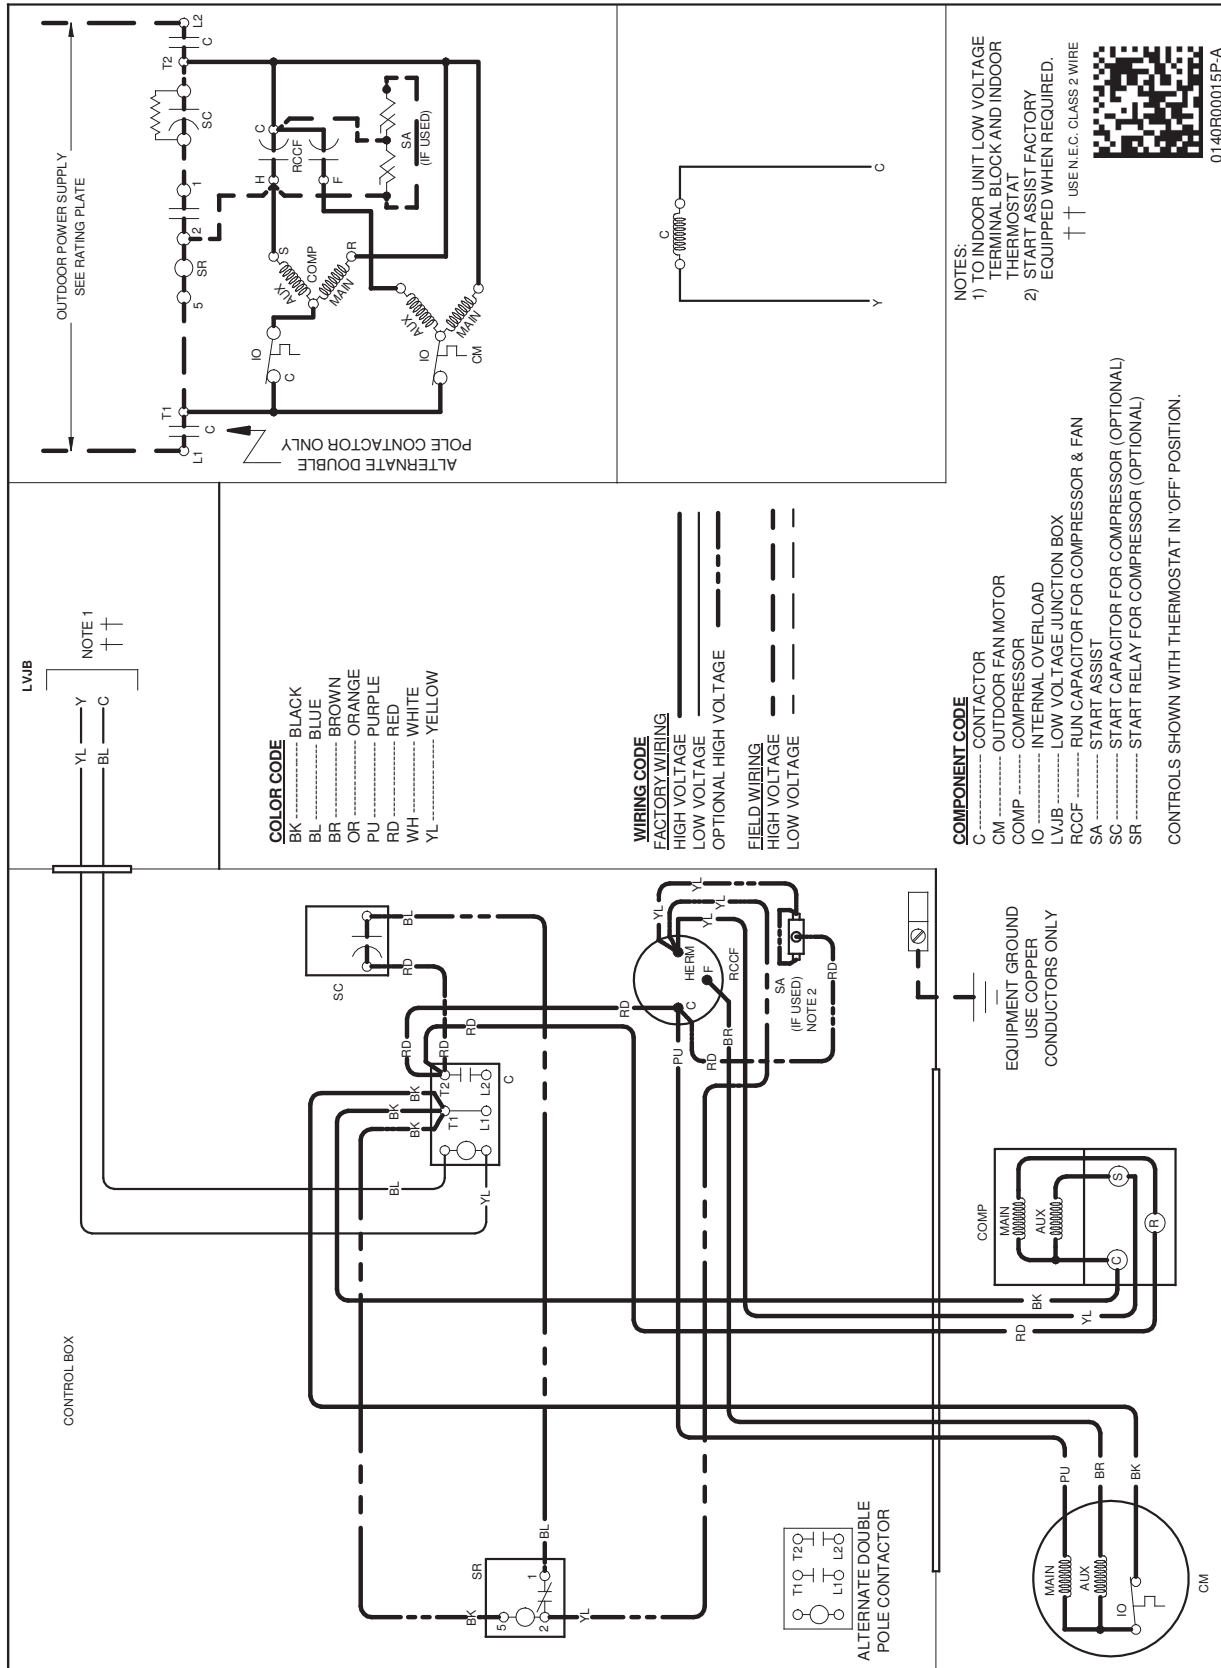 CONTROL BOX
LVJB
YL
Y
BL
C
NOTE 1
COLOR CODE
BK ---------- BLACK
BL ---------- BLUE
BR ---------- BROWN
OR ---------- ORANGE
PU ---------- PURPLE
RD ---------- RED
WH ---------- WHITE
YL ---------- YELLOW
WIRING CODE
FACTORY WIRING
HIGH VOLTAGE
LOW VOLTAGE
OPTIONAL HIGH VOLTAGE
FIELD WIRING
HIGH VOLTAGE
LOW VOLTAGE
OUTDOOR POWER SUPPLY
SEE RATING PLATE
L1
C
T1
5
SR
2
1
SC
T2
C
L2
ALTERNATE DOUBLE
POLE CONTACTOR ONLY
IO
C
S
AUX
COMP
MAIN
R
H
C
RCCF
F
SA
(IF USED)
IO
AUX
MAIN
CM
C
Y
C
SC
RD
BL
BK
BK
BK
RD
RD
RD
T1
T2
L1
L2
C
BL
YL
SR
BK
5
2
1
BL
YL
RD
PU
BR
RD
C
HERM
F
RCCF
YL
YL
YL
YL
SA
(IF USED)
NOTE 2
RD
ALTERNATE DOUBLE
POLE CONTACTOR
T1
T2
L1
L2
PU
BR
BK
MAIN
AUX
IO
CM
RD
YL
BK
COMP
MAIN
AUX
C
S
R
EQUIPMENT GROUND
USE COPPER
CONDUCTORS ONLY
COMPONENT CODE
C ---------- CONTACTOR
CM ---------- OUTDOOR FAN MOTOR
COMP ---------- COMPRESSOR
IO ---------- INTERNAL OVERLOAD
LVJB ---------- LOW VOLTAGE JUNCTION BOX
RCCF ---------- RUN CAPACITOR FOR COMPRESSOR & FAN
SA ---------- START ASSIST
SC ---------- START CAPACITOR FOR COMPRESSOR (OPTIONAL)
SR ---------- START RELAY FOR COMPRESSOR (OPTIONAL)
CONTROLS SHOWN WITH THERMOSTAT IN 'OFF' POSITION.
NOTES:
1) TO INDOOR UNIT LOW VOLTAGE
TERMINAL BLOCK AND INDOOR
THERMOSTAT
2) START ASSIST FACTORY
EQUIPPED WHEN REQUIRED.
USE N.E.C. CLASS 2 WIRE
0140R00015P-A